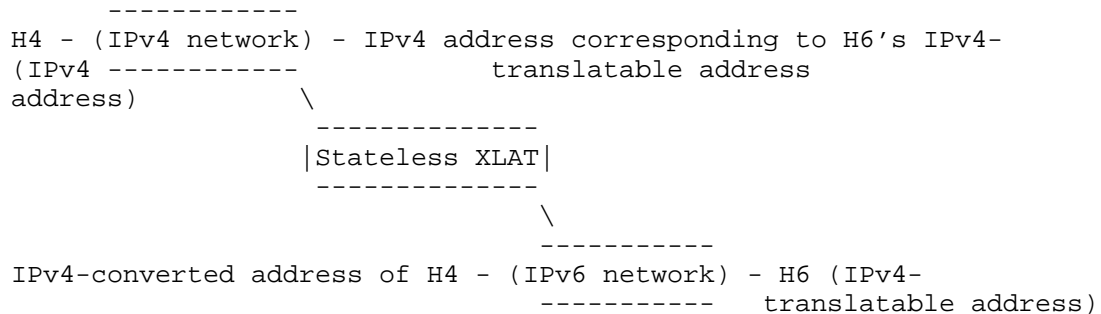 ------------
H4 - (IPv4 network) - IPv4 address corresponding to H6's IPv4-
(IPv4 ------------ translatable address
address) \
--------------
|Stateless XLAT|
--------------
\
-----------
IPv4-converted address of H4 - (IPv6 network) - H6 (IPv4-
----------- translatable address)